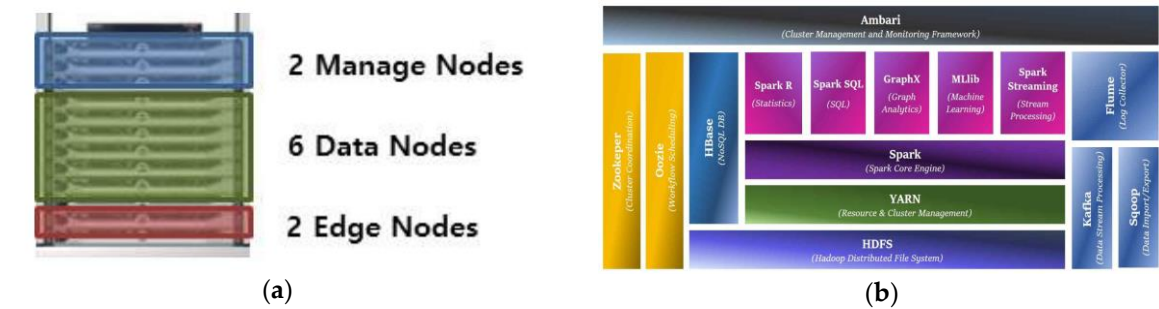 2 Manage Nodes
6 Data Nodes
2 Edge Nodes
(a)
Ambari
(Cluster Management and Monitoring Framework)
Zookeper
(Cluster Coordination)
Oozie
(Workflow Scheduling)
HBase
(NoSQL DB)
Spark R
(Statistics)
Spark SQL
(SQL)
GraphX
(Graph
Analytics)
MLlib
(Machine
Learning)
Spark
Streaming
(Stream
Processing)
Flume
(Log Collector)
Spark
(Spark Core Engine)
YARN
(Resource & Cluster Management)
HDFS
(Hadoop Distributed File System)
Kafka
(Data Stream Processing)
Sqoop
(Data Import/Export)
(b)